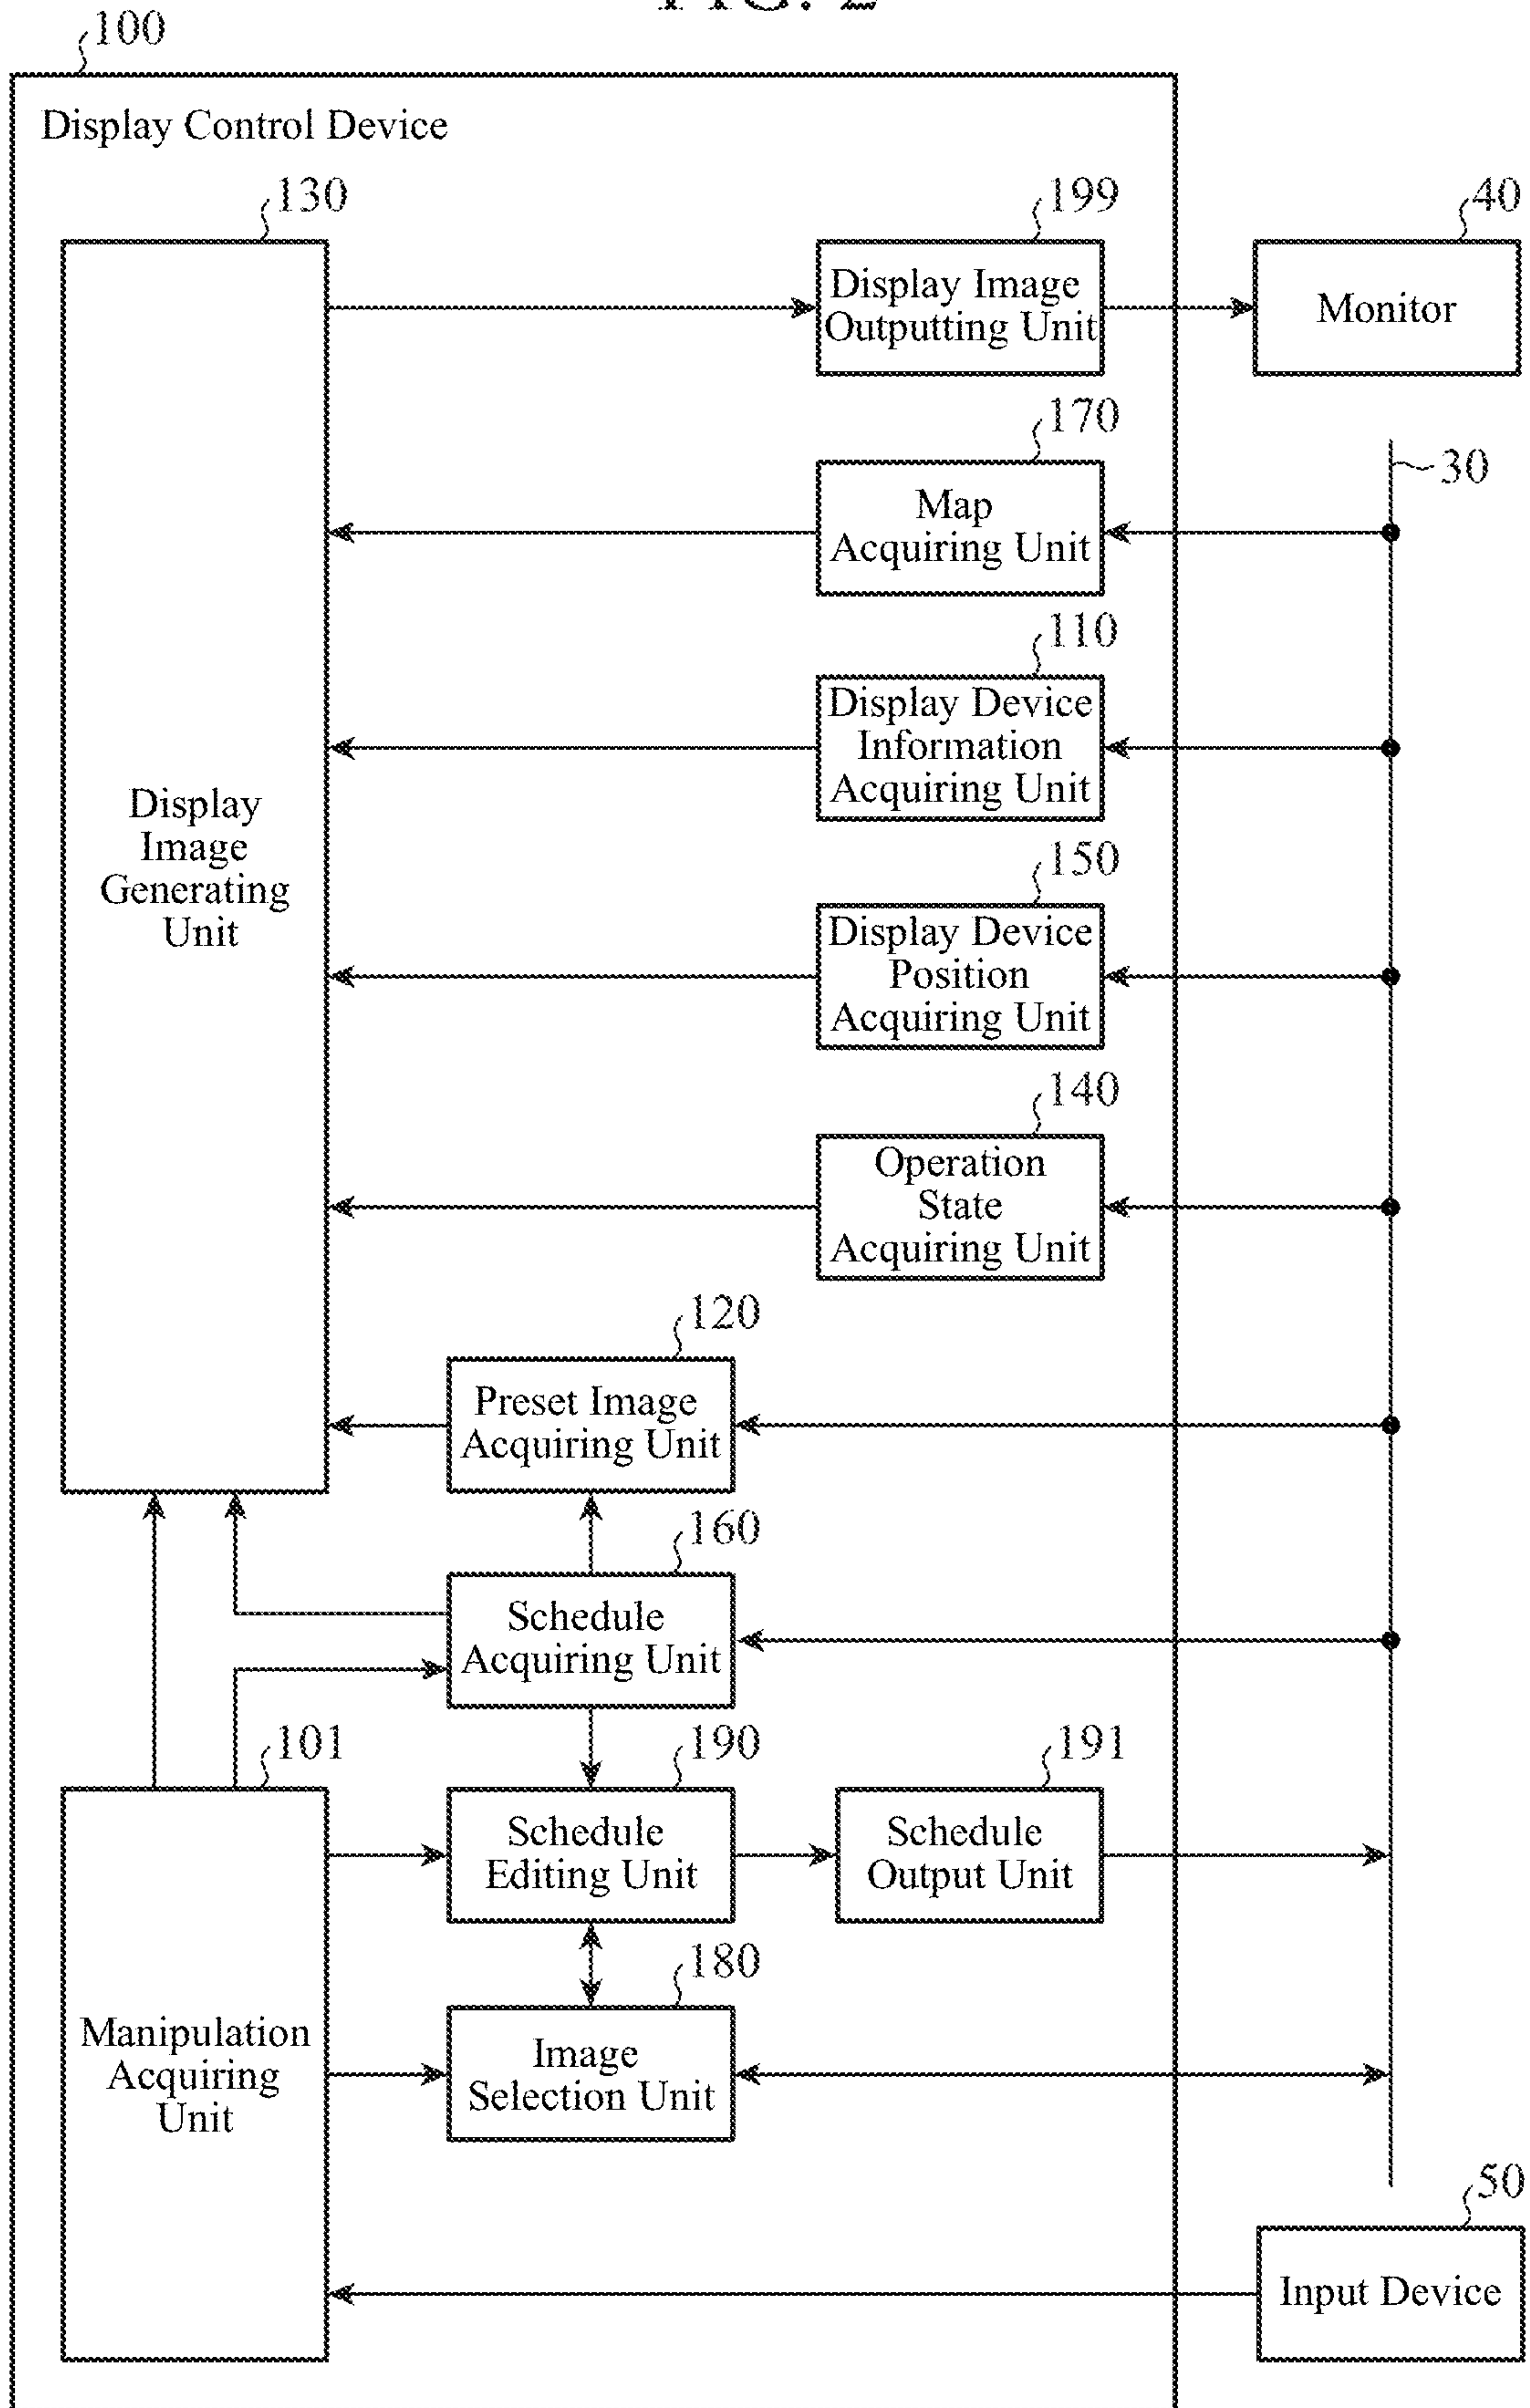 FIG. 2
100
Display Control Device
130
199
40
Display Image
Outputting Unit
Monitor
170
30
Map
Acquiring Unit
110
Display Device
Information
Acquiring Unit
Display
Image
Generating
Unit
150
Display Device
Position
Acquiring Unit
140
Operation
State
Acquiring Unit
120
Preset Image
Acquiring Unit
160
Schedule
Acquiring Unit
101
190
191
Schedule
Editing Unit
Schedule
Output Unit
180
Manipulation
Acquiring
Unit
Image
Selection Unit
50
Input Device